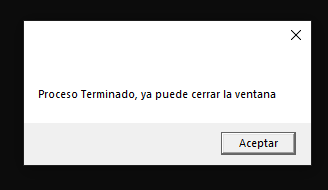 Proceso Terminado, ya puede cerrar la ventana
Aceptar